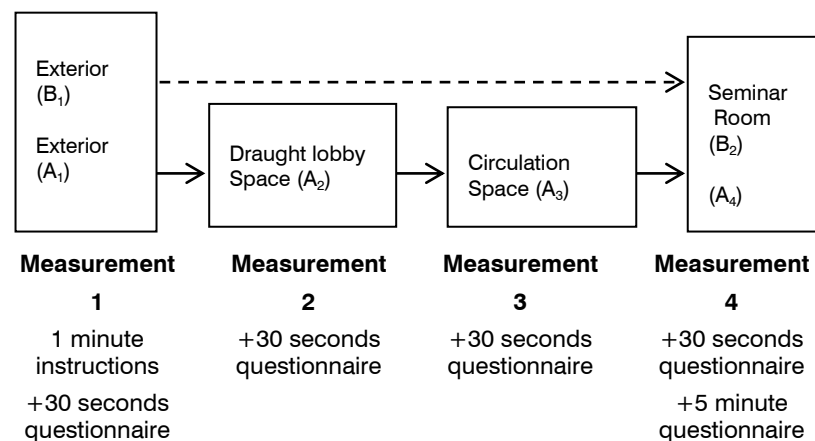 Exterior
(B₁)
Exterior
(A₁)
Draught lobby
Space (A₂)
Circulation
Space (A₃)
Seminar
Room
(B₂)
(A₄)
Measurement
1
1 minute
instructions
+30 seconds
questionnaire
Measurement
2
+30 seconds
questionnaire
Measurement
3
+30 seconds
questionnaire
Measurement
4
+30 seconds
questionnaire
+5 minute
questionnaire